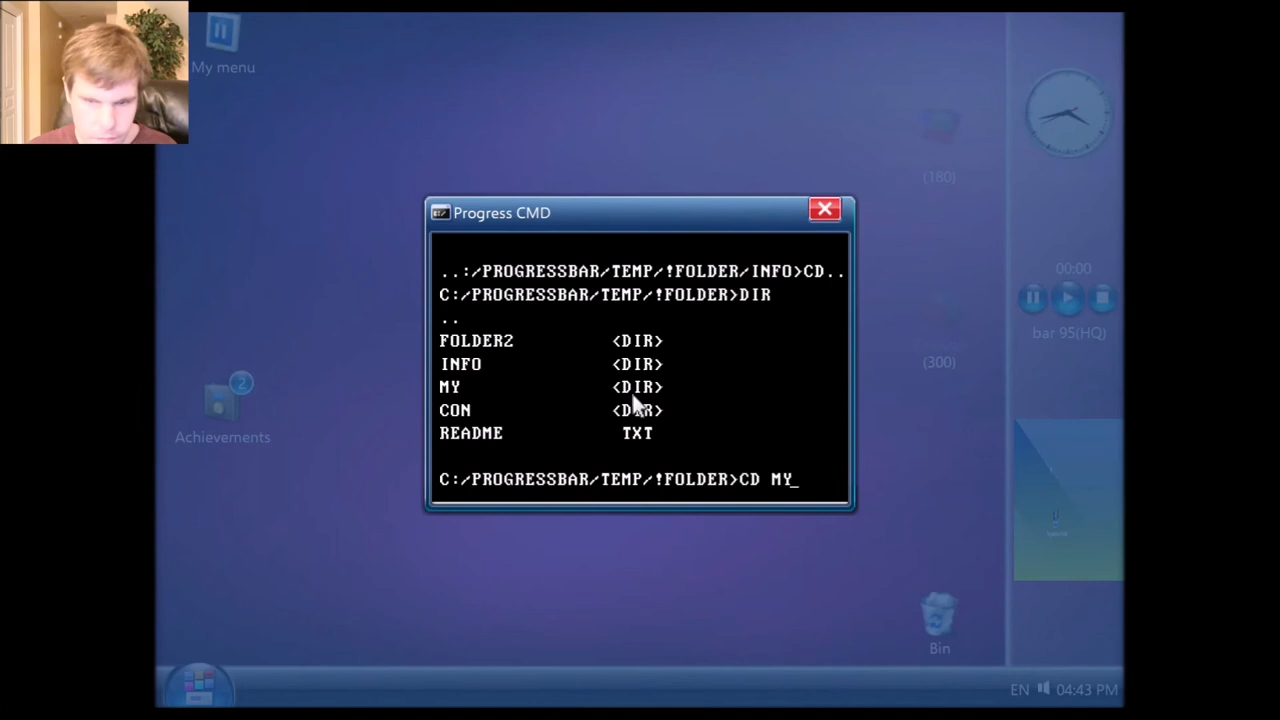 My menu
(180)
Progress CMD
..:/PROGRESSBAR/TEMP/!FOLDER/INFO>CD..
C:/PROGRESSBAR/TEMP/!FOLDER>DIR
..
FOLDER2 <DIR>
INFO <DIR>
MY <DIR>
CON <DIR>
README TXT
C:/PROGRESSBAR/TEMP/!FOLDER>CD MY_
00:00
bar 95(HQ)
(300)
2
Achievements
Bin
EN 04:43 PM